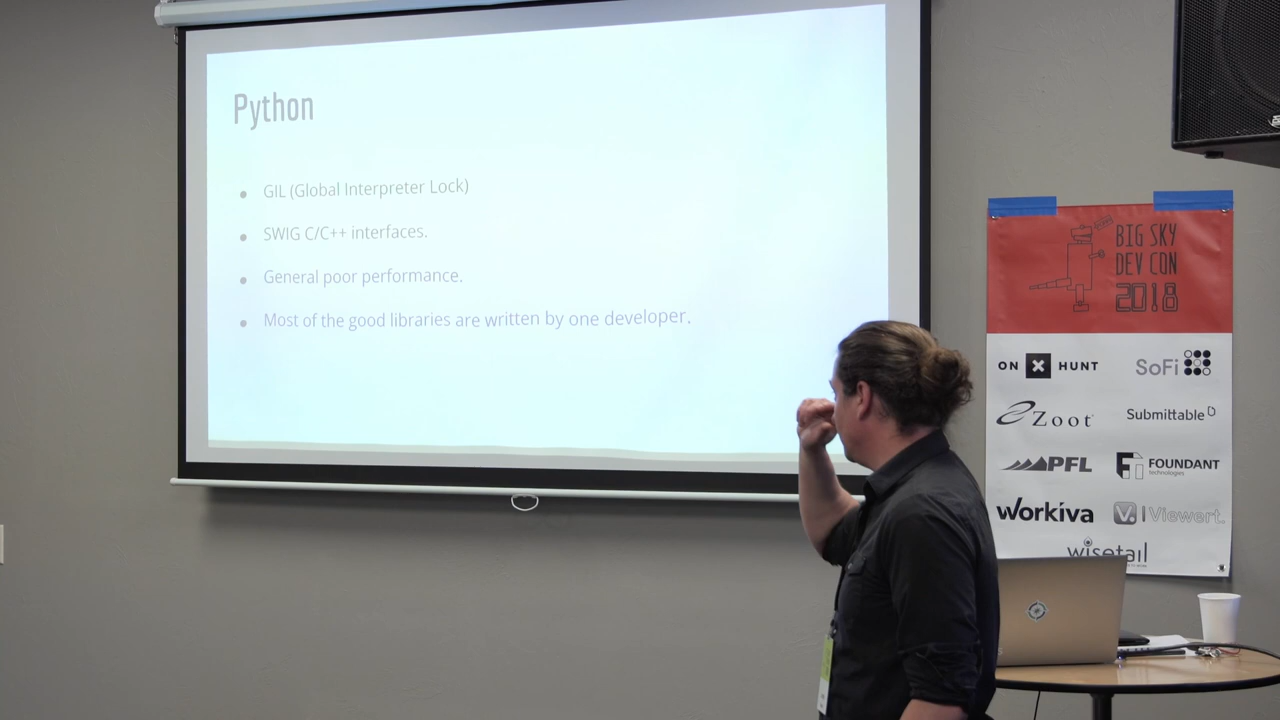 Python
GIL (Global Interpreter Lock)
SWIG C/C++ interfaces.
General poor performance.
Most of the good libraries are written by one developer.
BIG SKY
DEV CON
2018
ON X HUNT
SoFi
Zoot
Submittable
PFL
FOUNDANT
technologies
Workiva
V. | Viewert.
wisetail